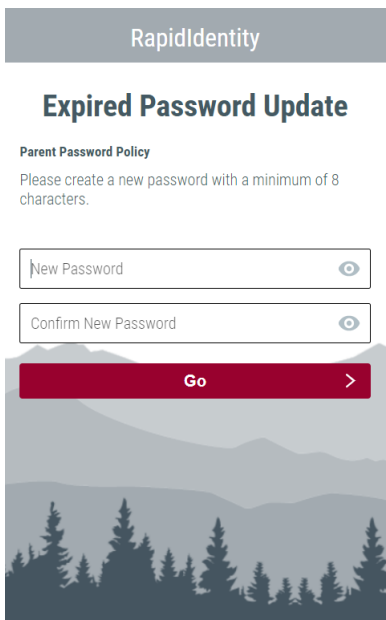 RapidIdentity
Expired Password Update
Parent Password Policy
Please create a new password with a minimum of 8
characters.
New Password
Confirm New Password
Go